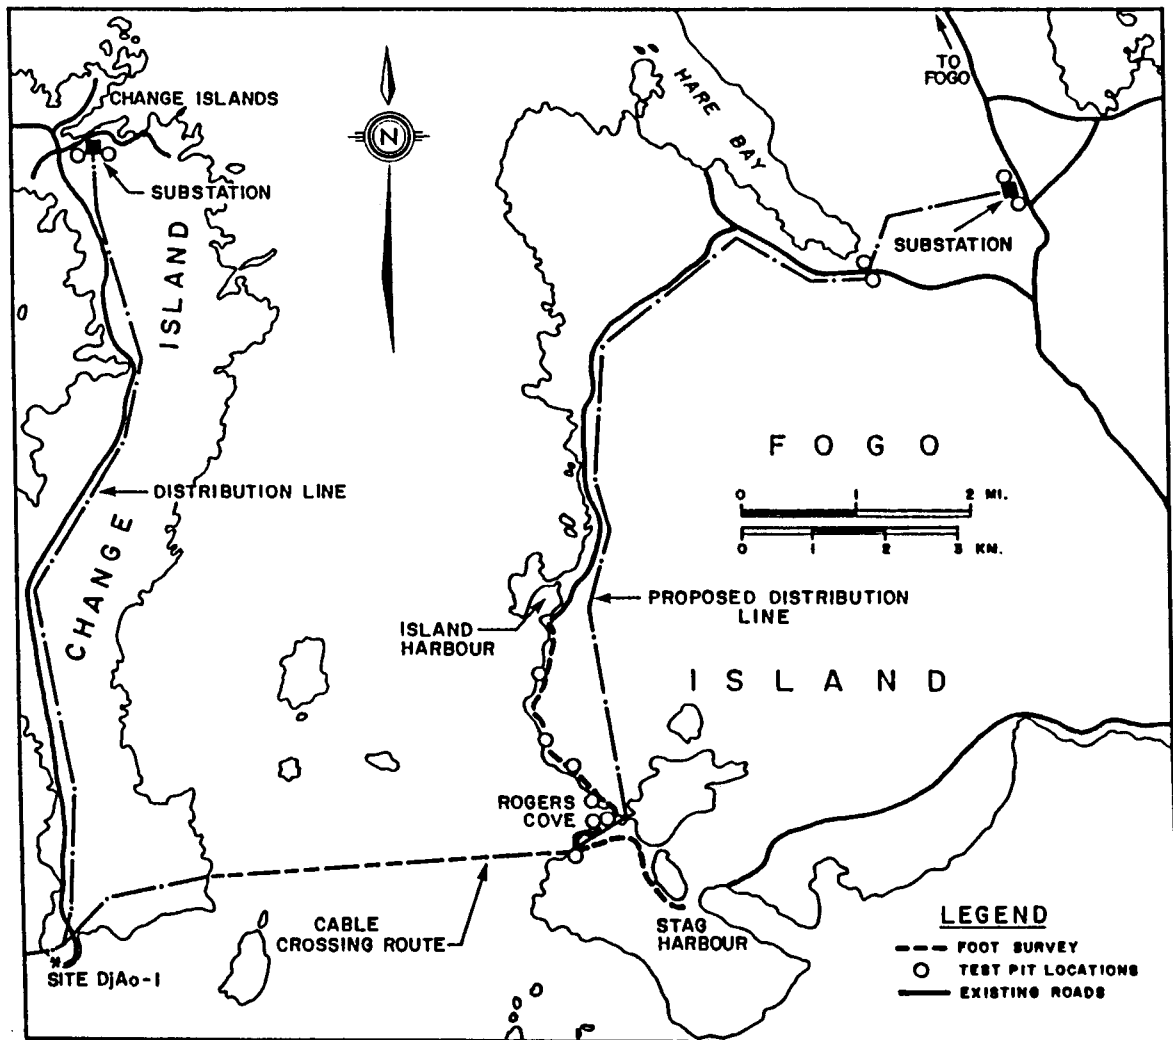 TO
FOGO
HARE BAY
CHANGE ISLANDS
N
SUBSTATION
SUBSTATION
CHANGE ISLAND
FOGO
0 1 2 MI.
0 1 2 3 KM.
DISTRIBUTION LINE
PROPOSED DISTRIBUTION
LINE
ISLAND
HARBOUR
ISLAND
ROGERS
COVE
CABLE
CROSSING ROUTE
STAG
HARBOUR
SITE DjAo-1
LEGEND
FOOT SURVEY
TEST PIT LOCATIONS
EXISTING ROADS